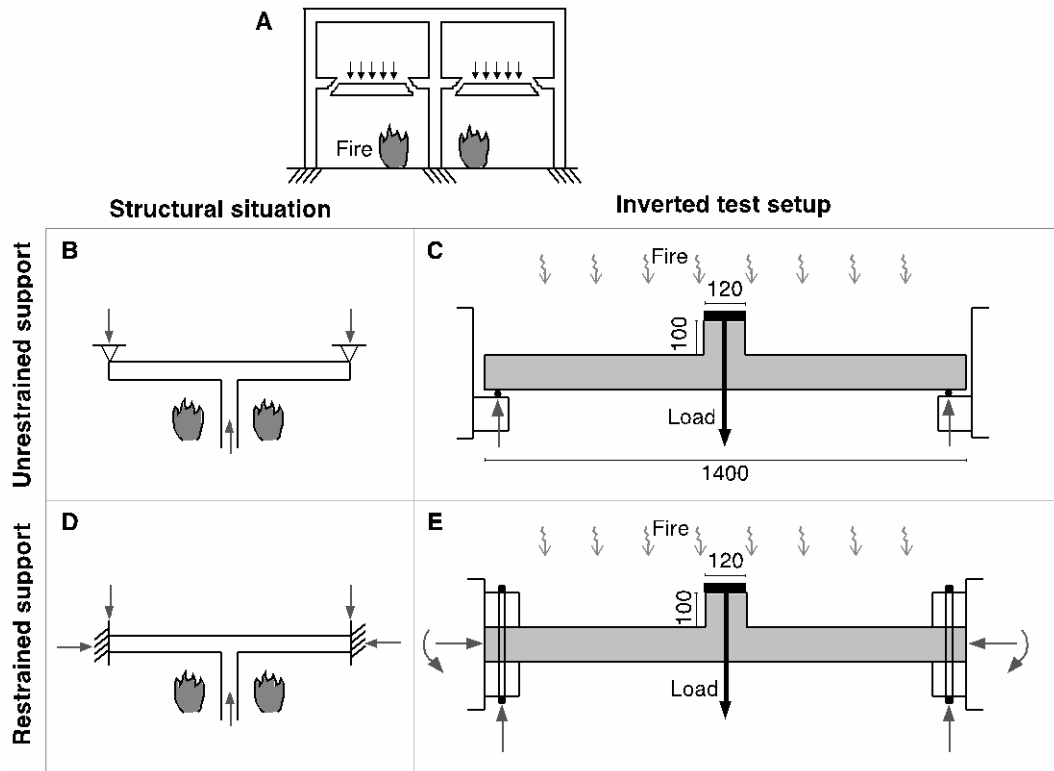 A
Fire
Structural situation
Inverted test setup
Unrestrained support
B
C
Fire
120
100
Load
1400
Restrained support
D
E
Fire
120
100
Load